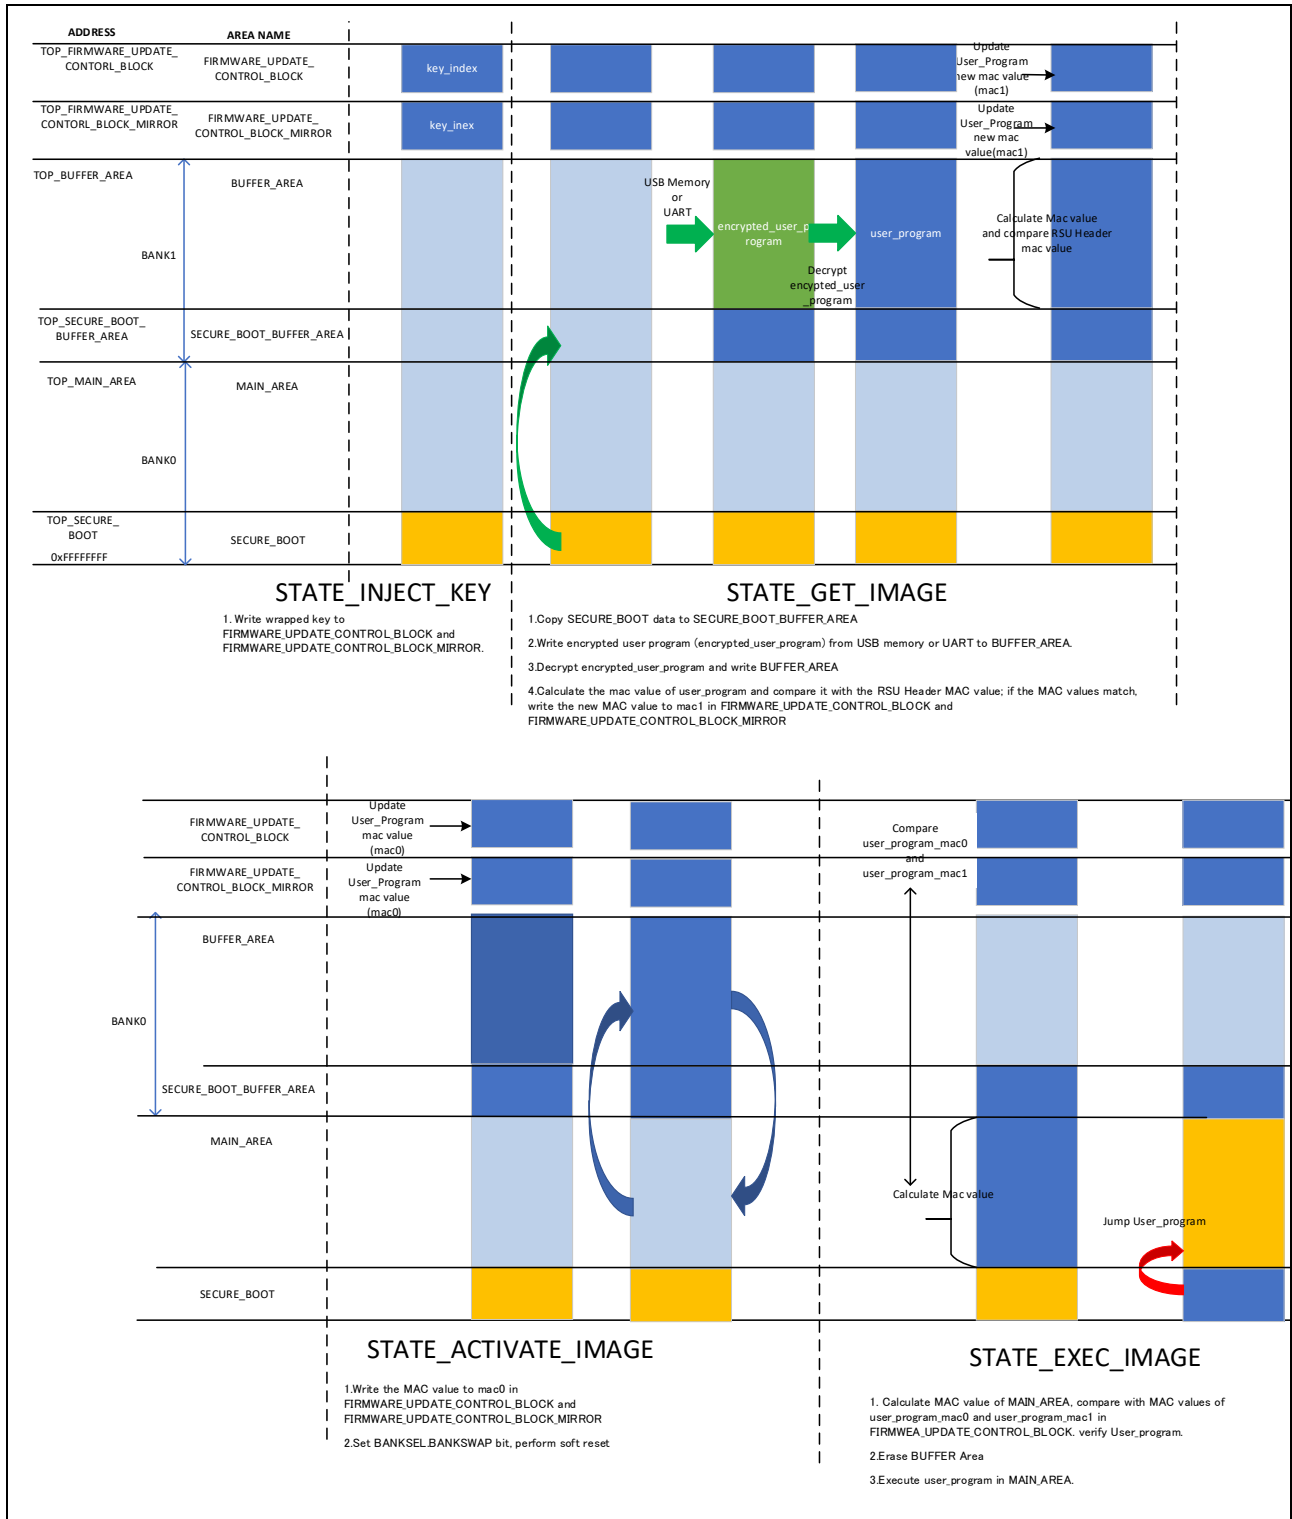 ADDRESS
AREA NAME
TOP_FIRMWARE_UPDATE_
CONTORL_BLOCK
FIRMWARE_UPDATE_
CONTROL_BLOCK
key_index
Update
User_Program
new mac value
(mac1)
TOP_FIRMWARE_UPDATE_
CONTORL_BLOCK_MIRROR
FIRMWARE_UPDATE_
CONTROL_BLOCK_MIRROR
key_inex
Update
User_Program
new mac
value(mac1)
TOP_BUFFER_AREA
BUFFER_AREA
BANK1
USB Memory
or
UART
encrypted_user_p
rogram
Decrypt
encypted_user
_program
user_program
Calculate Mac value
and compare RSU Header
mac value
TOP_SECURE_BOOT_
BUFFER_AREA
SECURE_BOOT_BUFFER_AREA
TOP_MAIN_AREA
MAIN_AREA
BANK0
TOP_SECURE_
BOOT
0xFFFFFFFF
SECURE_BOOT
STATE_INJECT_KEY
1. Write wrapped key to
FIRMWARE_UPDATE_CONTROL_BLOCK and
FIRMWARE_UPDATE_CONTROL_BLOCK_MIRROR.
STATE_GET_IMAGE
1.Copy SECURE_BOOT data to SECURE_BOOT_BUFFER_AREA
2.Write encrypted user program (encrypted_user_program) from USB memory or UART to BUFFER_AREA.
3.Decrypt encrypted_user_program and write BUFFER_AREA
4.Calculate the mac value of user_program and compare it with the RSU Header MAC value; if the MAC values match,
write the new MAC value to mac1 in FIRMWARE_UPDATE_CONTROL_BLOCK and
FIRMWARE_UPDATE_CONTROL_BLOCK_MIRROR
FIRMWARE_UPDATE_
CONTROL_BLOCK
Update
User_Program
mac value
(mac0)
FIRMWARE_UPDATE_
CONTROL_BLOCK_MIRROR
Update
User_Program
mac value
(mac0)
BUFFER_AREA
BANK0
SECURE_BOOT_BUFFER_AREA
MAIN_AREA
SECURE_BOOT
Compare
user_program_mac0
and
user_program_mac1
Calculate Mac value
Jump User_program
STATE_ACTIVATE_IMAGE
1.Write the MAC value to mac0 in
FIRMWARE_UPDATE_CONTROL_BLOCK and
FIRMWARE_UPDATE_CONTROL_BLOCK_MIRROR
2.Set BANKSEL.BANKSWAP bit, perform soft reset
STATE_EXEC_IMAGE
1. Calculate MAC value of MAIN_AREA, compare with MAC values of
user_program_mac0 and user_program_mac1 in
FIRMWEA_UPDATE_CONTROL_BLOCK. verify User_program.
2.Erase BUFFER Area
3.Execute user_program in MAIN_AREA.